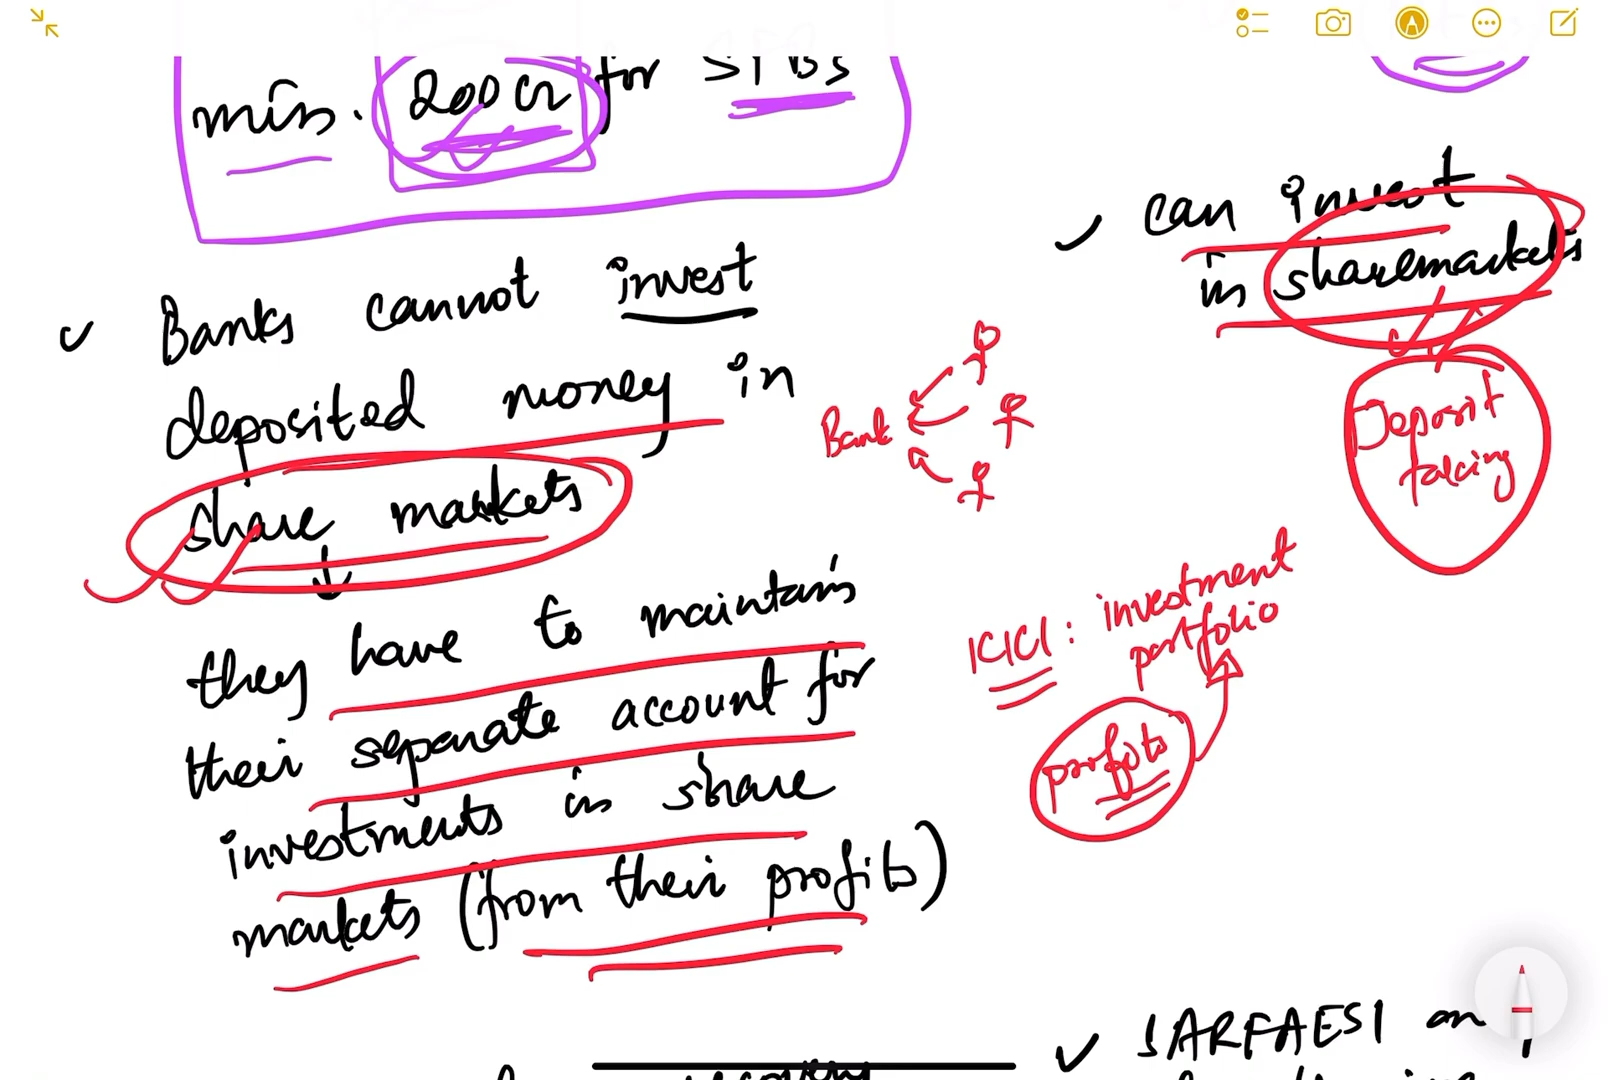 min. 200 Cr for SFBs
✓ Banks cannot invest
deposited money in
share markets
↓
they have to maintain
their separate account for
investments in share
markets (from their profits)
Bank
ICICI: investment
portfolio
profits
✓ can invest
in sharemarkets
Deposit
taking
recovery
✓ SARFAESI on